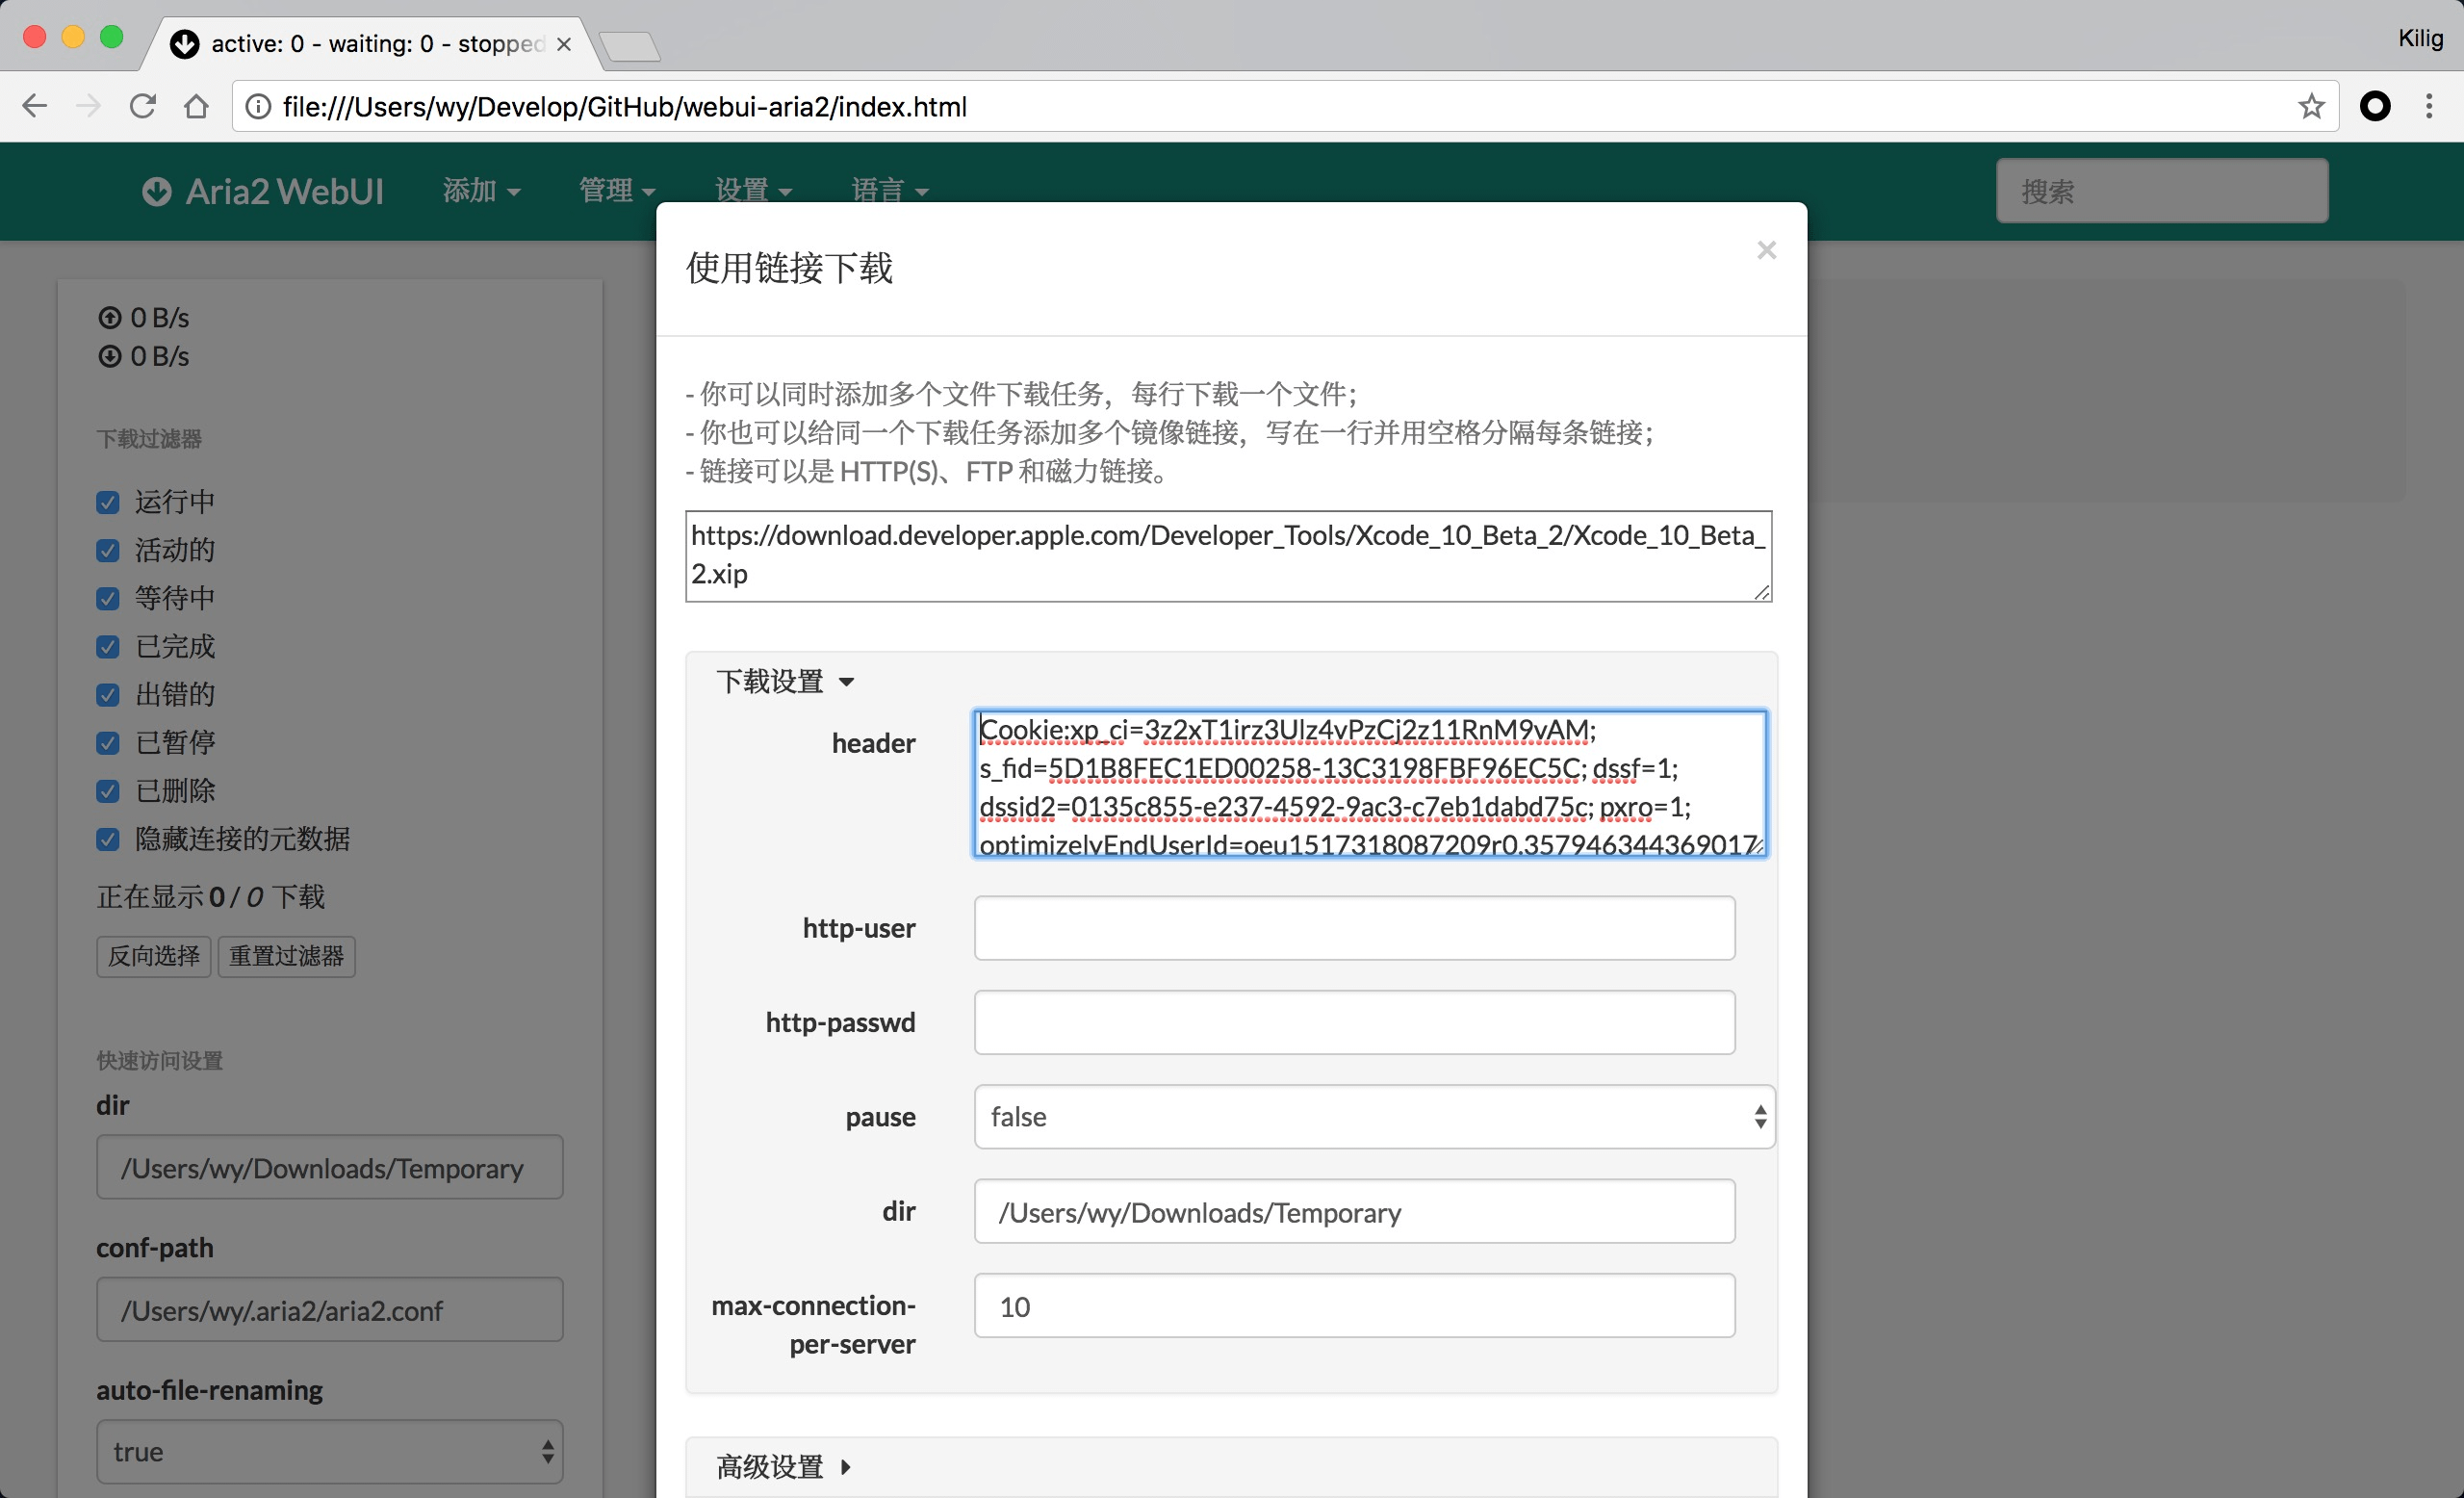 active: 0 - waiting: 0 - stopped
Kilig
file:///Users/wy/Develop/GitHub/webui-aria2/index.html
Aria2 WebUI
添加
管理
设置
语言
搜索
0 B/s
0 B/s
下载过滤器
运行中
活动的
等待中
已完成
出错的
已暂停
已删除
隐藏连接的元数据
正在显示 0 / 0 下载
反向选择
重置过滤器
快速访问设置
dir
/Users/wy/Downloads/Temporary
conf-path
/Users/wy/.aria2/aria2.conf
auto-file-renaming
true
使用链接下载
×
- 你可以同时添加多个文件下载任务，每行下载一个文件；
- 你也可以给同一个下载任务添加多个镜像链接，写在一行并用空格分隔每条链接；
- 链接可以是 HTTP(S)、FTP 和磁力链接。
https://download.developer.apple.com/Developer_Tools/Xcode_10_Beta_2/Xcode_10_Beta_
2.xip
下载设置
header
Cookie:xp_ci=3z2xT1irz3Ulz4vPzCj2z11RnM9vAM;
s_fid=5D1B8FEC1ED00258-13C3198FBF96EC5C; dssf=1;
dssid2=0135c855-e237-4592-9ac3-c7eb1dabd75c; pxro=1;
optimizelyEndUserId=oeu1517318087209r0.357946344369017
http-user
http-passwd
pause
false
dir
/Users/wy/Downloads/Temporary
max-connection-
per-server
10
高级设置